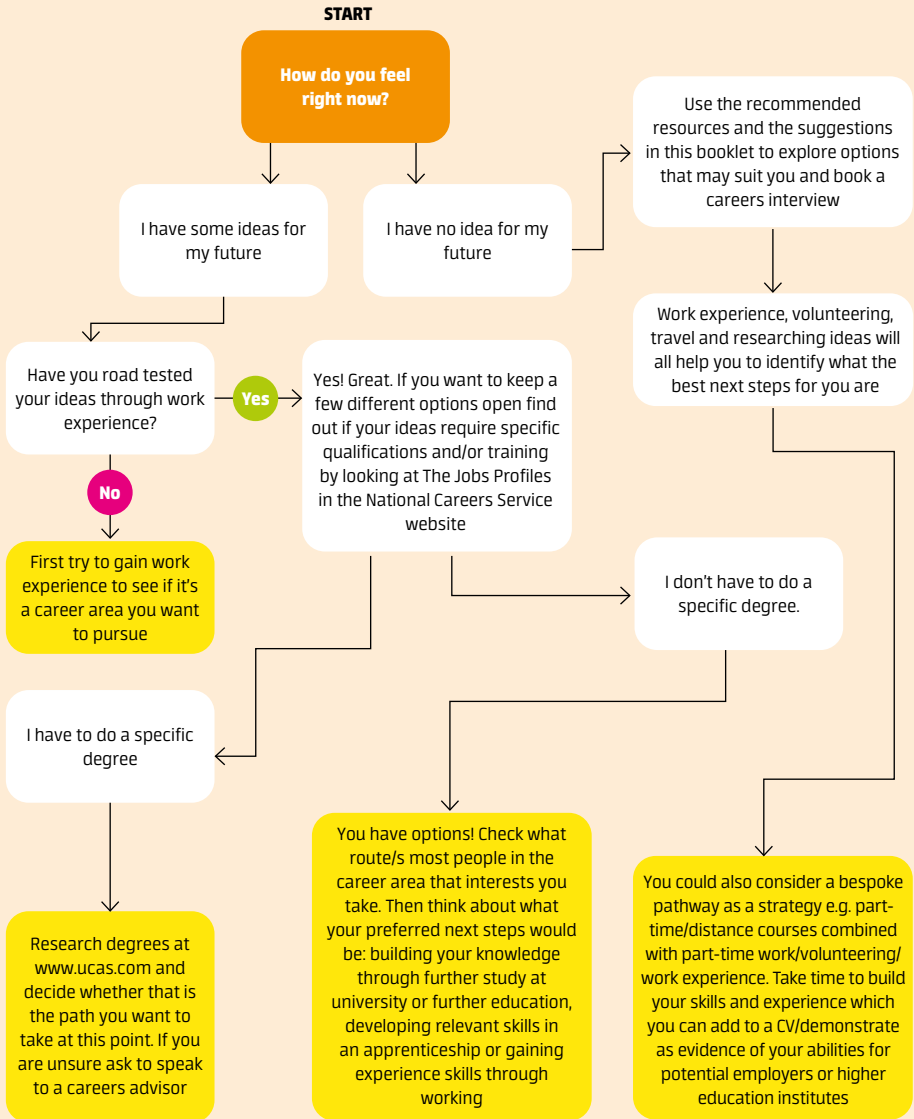 START
How do you feel
right now?
I have some ideas for
my future
I have no idea for my
future
Use the recommended
resources and the suggestions
in this booklet to explore options
that may suit you and book a
careers interview
Work experience, volunteering,
travel and researching ideas will
all help you to identify what the
best next steps for you are
Have you road tested
your ideas through work
experience?
Yes
No
Yes! Great. If you want to keep a
few different options open find
out if your ideas require specific
qualifications and/or training
by looking at The Jobs Profiles
in the National Careers Service
website
First try to gain work
experience to see if it's
a career area you want
to pursue
I don't have to do a
specific degree.
I have to do a specific
degree
Research degrees at
www.ucas.com and
decide whether that is
the path you want to
take at this point. If you
are unsure ask to speak
to a careers advisor
You have options! Check what
route/s most people in the
career area that interests you
take. Then think about what
your preferred next steps would
be: building your knowledge
through further study at
university or further education,
developing relevant skills in
an apprenticeship or gaining
experience skills through
working
You could also consider a bespoke
pathway as a strategy e.g. part-
time/distance courses combined
with part-time work/volunteering/
work experience. Take time to build
your skills and experience which
you can add to a CV/demonstrate
as evidence of your abilities for
potential employers or higher
education institutes